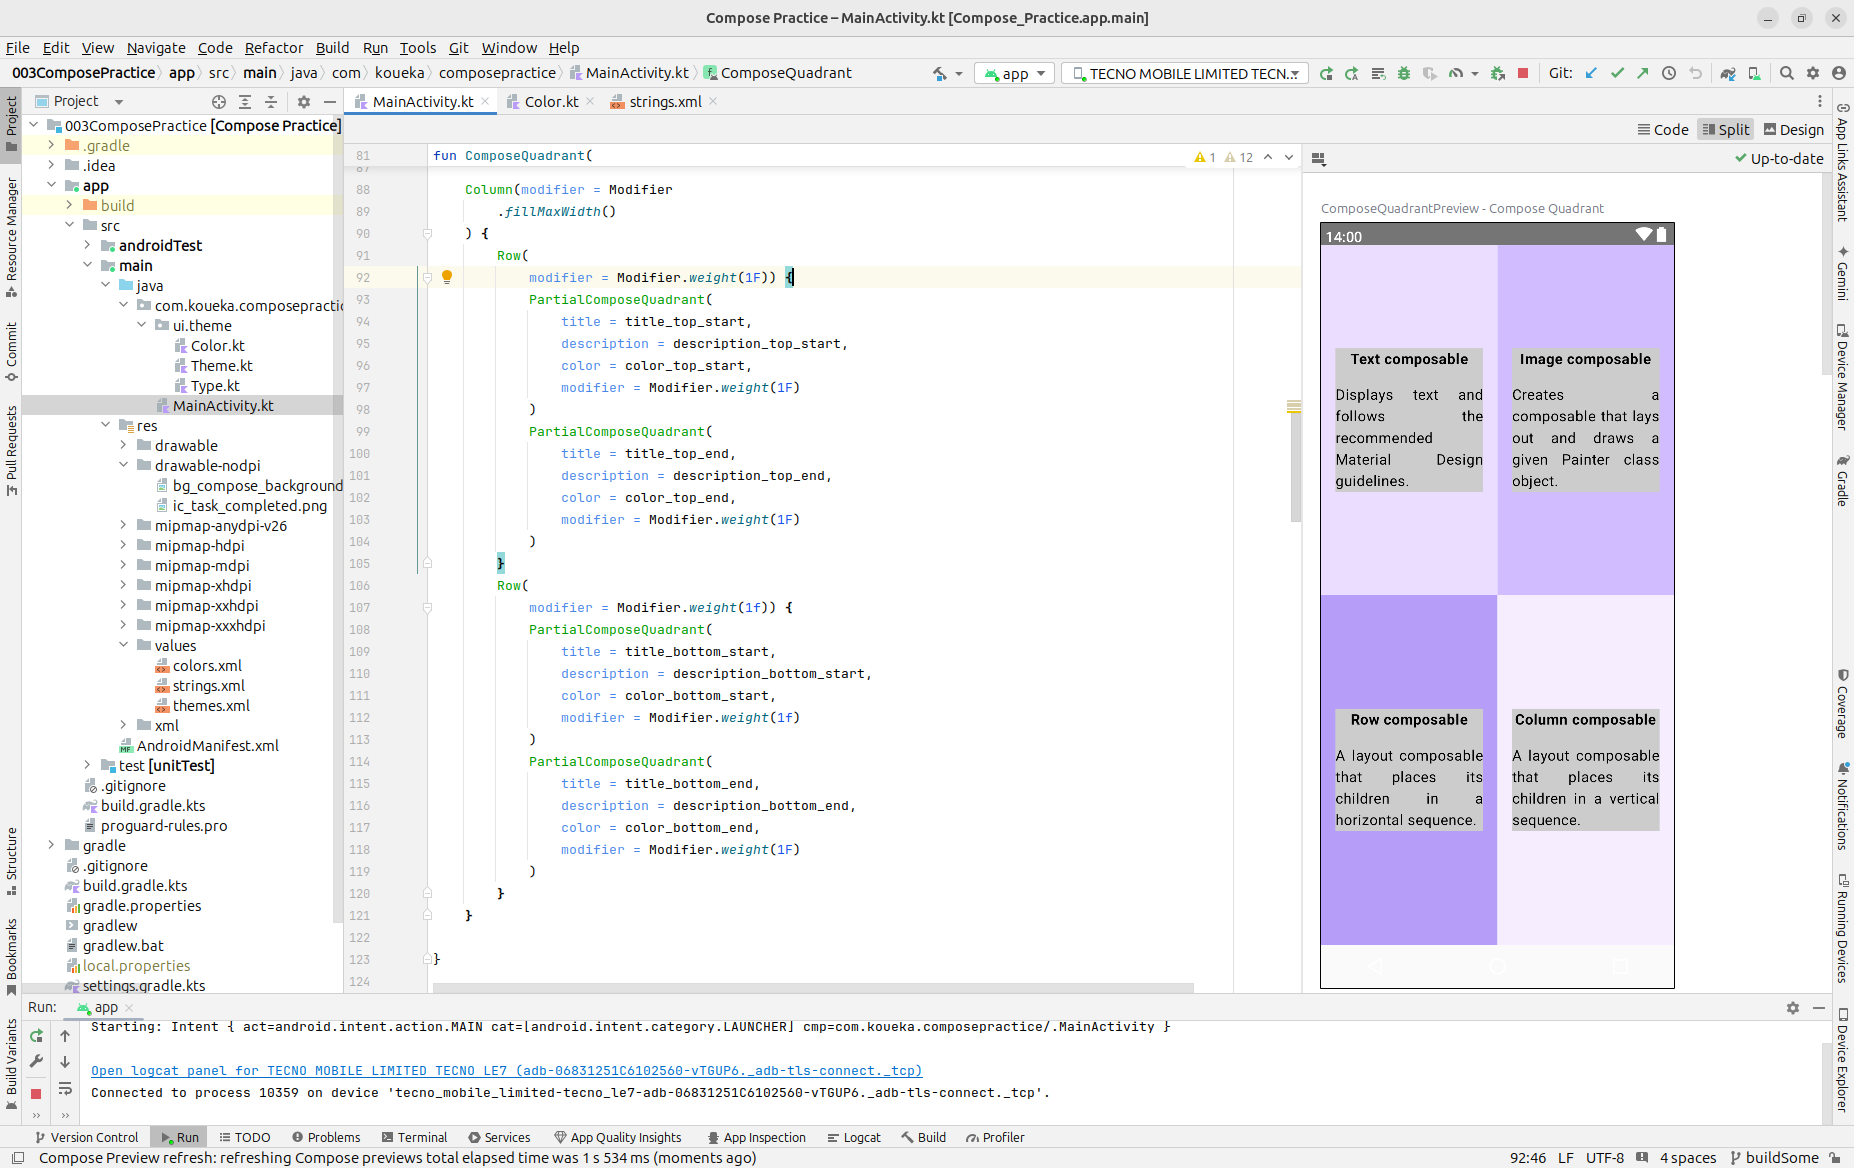 Compose Practice – MainActivity.kt [Compose_Practice.app.main]
File Edit View Navigate Code Refactor Build Run Tools Git Window Help
003ComposePractice app src main java com koueka composepractice MainActivity.kt ComposeQuadrant app TECNO MOBILE LIMITED TECN... Git:
Project
MainActivity.kt Color.kt strings.xml
Code Split Design
Project
Resource Manager
Commit
Pull Requests
Structure
Bookmarks
Build Variants
003ComposePractice [Compose Practice]
.gradle
.idea
app
build
src
androidTest
main
java
com.koueka.composepractic
ui.theme
Color.kt
Theme.kt
Type.kt
MainActivity.kt
res
drawable
drawable-nodpi
bg_compose_background
ic_task_completed.png
mipmap-anydpi-v26
mipmap-hdpi
mipmap-mdpi
mipmap-xhdpi
mipmap-xxhdpi
mipmap-xxxhdpi
values
colors.xml
strings.xml
themes.xml
xml
AndroidManifest.xml
test [unitTest]
.gitignore
build.gradle.kts
proguard-rules.pro
gradle
.gitignore
build.gradle.kts
gradle.properties
gradlew
gradlew.bat
local.properties
settings.gradle.kts
81 fun ComposeQuadrant(
1 12
87
88 Column(modifier = Modifier
89 .fillMaxWidth()
90 ) {
91 Row(
92 modifier = Modifier.weight(1F)) {
93 PartialComposeQuadrant(
94 title = title_top_start,
95 description = description_top_start,
96 color = color_top_start,
97 modifier = Modifier.weight(1F)
98 )
99 PartialComposeQuadrant(
100 title = title_top_end,
101 description = description_top_end,
102 color = color_top_end,
103 modifier = Modifier.weight(1F)
104 )
105 }
106 Row(
107 modifier = Modifier.weight(1f)) {
108 PartialComposeQuadrant(
109 title = title_bottom_start,
110 description = description_bottom_start,
111 color = color_bottom_start,
112 modifier = Modifier.weight(1f)
113 )
114 PartialComposeQuadrant(
115 title = title_bottom_end,
116 description = description_bottom_end,
117 color = color_bottom_end,
118 modifier = Modifier.weight(1F)
119 )
120 }
121 }
122
123 }
124
Up-to-date
ComposeQuadrantPreview - Compose Quadrant
14:00
Text composable
Displays text and
follows the
recommended
Material Design
guidelines.
Image composable
Creates a
composable that lays
out and draws a
given Painter class
object.
Row composable
A layout composable
that places its
children in a
horizontal sequence.
Column composable
A layout composable
that places its
children in a vertical
sequence.
App Links Assistant
Gemini
Device Manager
Gradle
Coverage
Notifications
Running Devices
Device Explorer
Run: app
Starting: Intent { act=android.intent.action.MAIN cat=[android.intent.category.LAUNCHER] cmp=com.koueka.composepractice/.MainActivity }
Open logcat panel for TECNO MOBILE LIMITED TECNO LE7 (adb-06831251C6102560-vTGUP6._adb-tls-connect._tcp)
Connected to process 10359 on device 'tecno_mobile_limited-tecno_le7-adb-06831251C6102560-vTGUP6._adb-tls-connect._tcp'.
Version Control Run TODO Problems Terminal Services App Quality Insights App Inspection Logcat Build Profiler
Compose Preview refresh: refreshing Compose previews total elapsed time was 1 s 534 ms (moments ago) 92:46 LF UTF-8 4 spaces buildSome